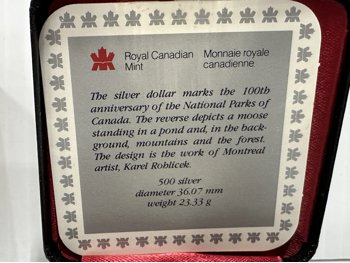 Royal Canadian Mint
Monnaie royale canadienne
The silver dollar marks the 100th
anniversary of the National Parks of
Canada. The reverse depicts a moose
standing in a pond and, in the back-
ground, mountains and the forest.
The design is the work of Montreal
artist, Karel Rohlicek.
500 silver
diameter 36.07 mm
weight 23.33 g